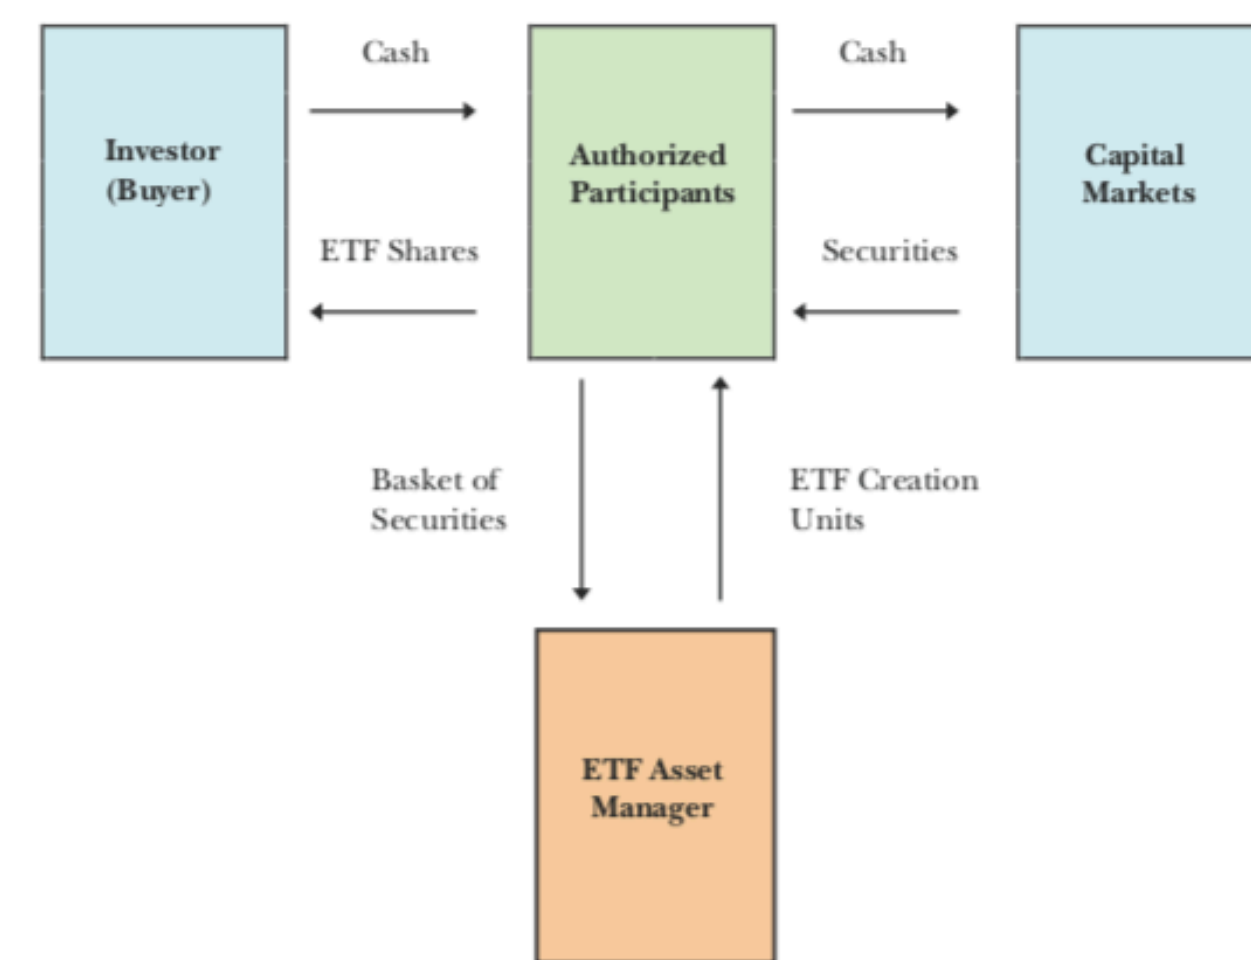 Cash
Cash
Investor
(Buyer)
Authorized
Participants
Capital
Markets
ETF Shares
Securities
Basket of
Securities
ETF Creation
Units
ETF Asset
Manager